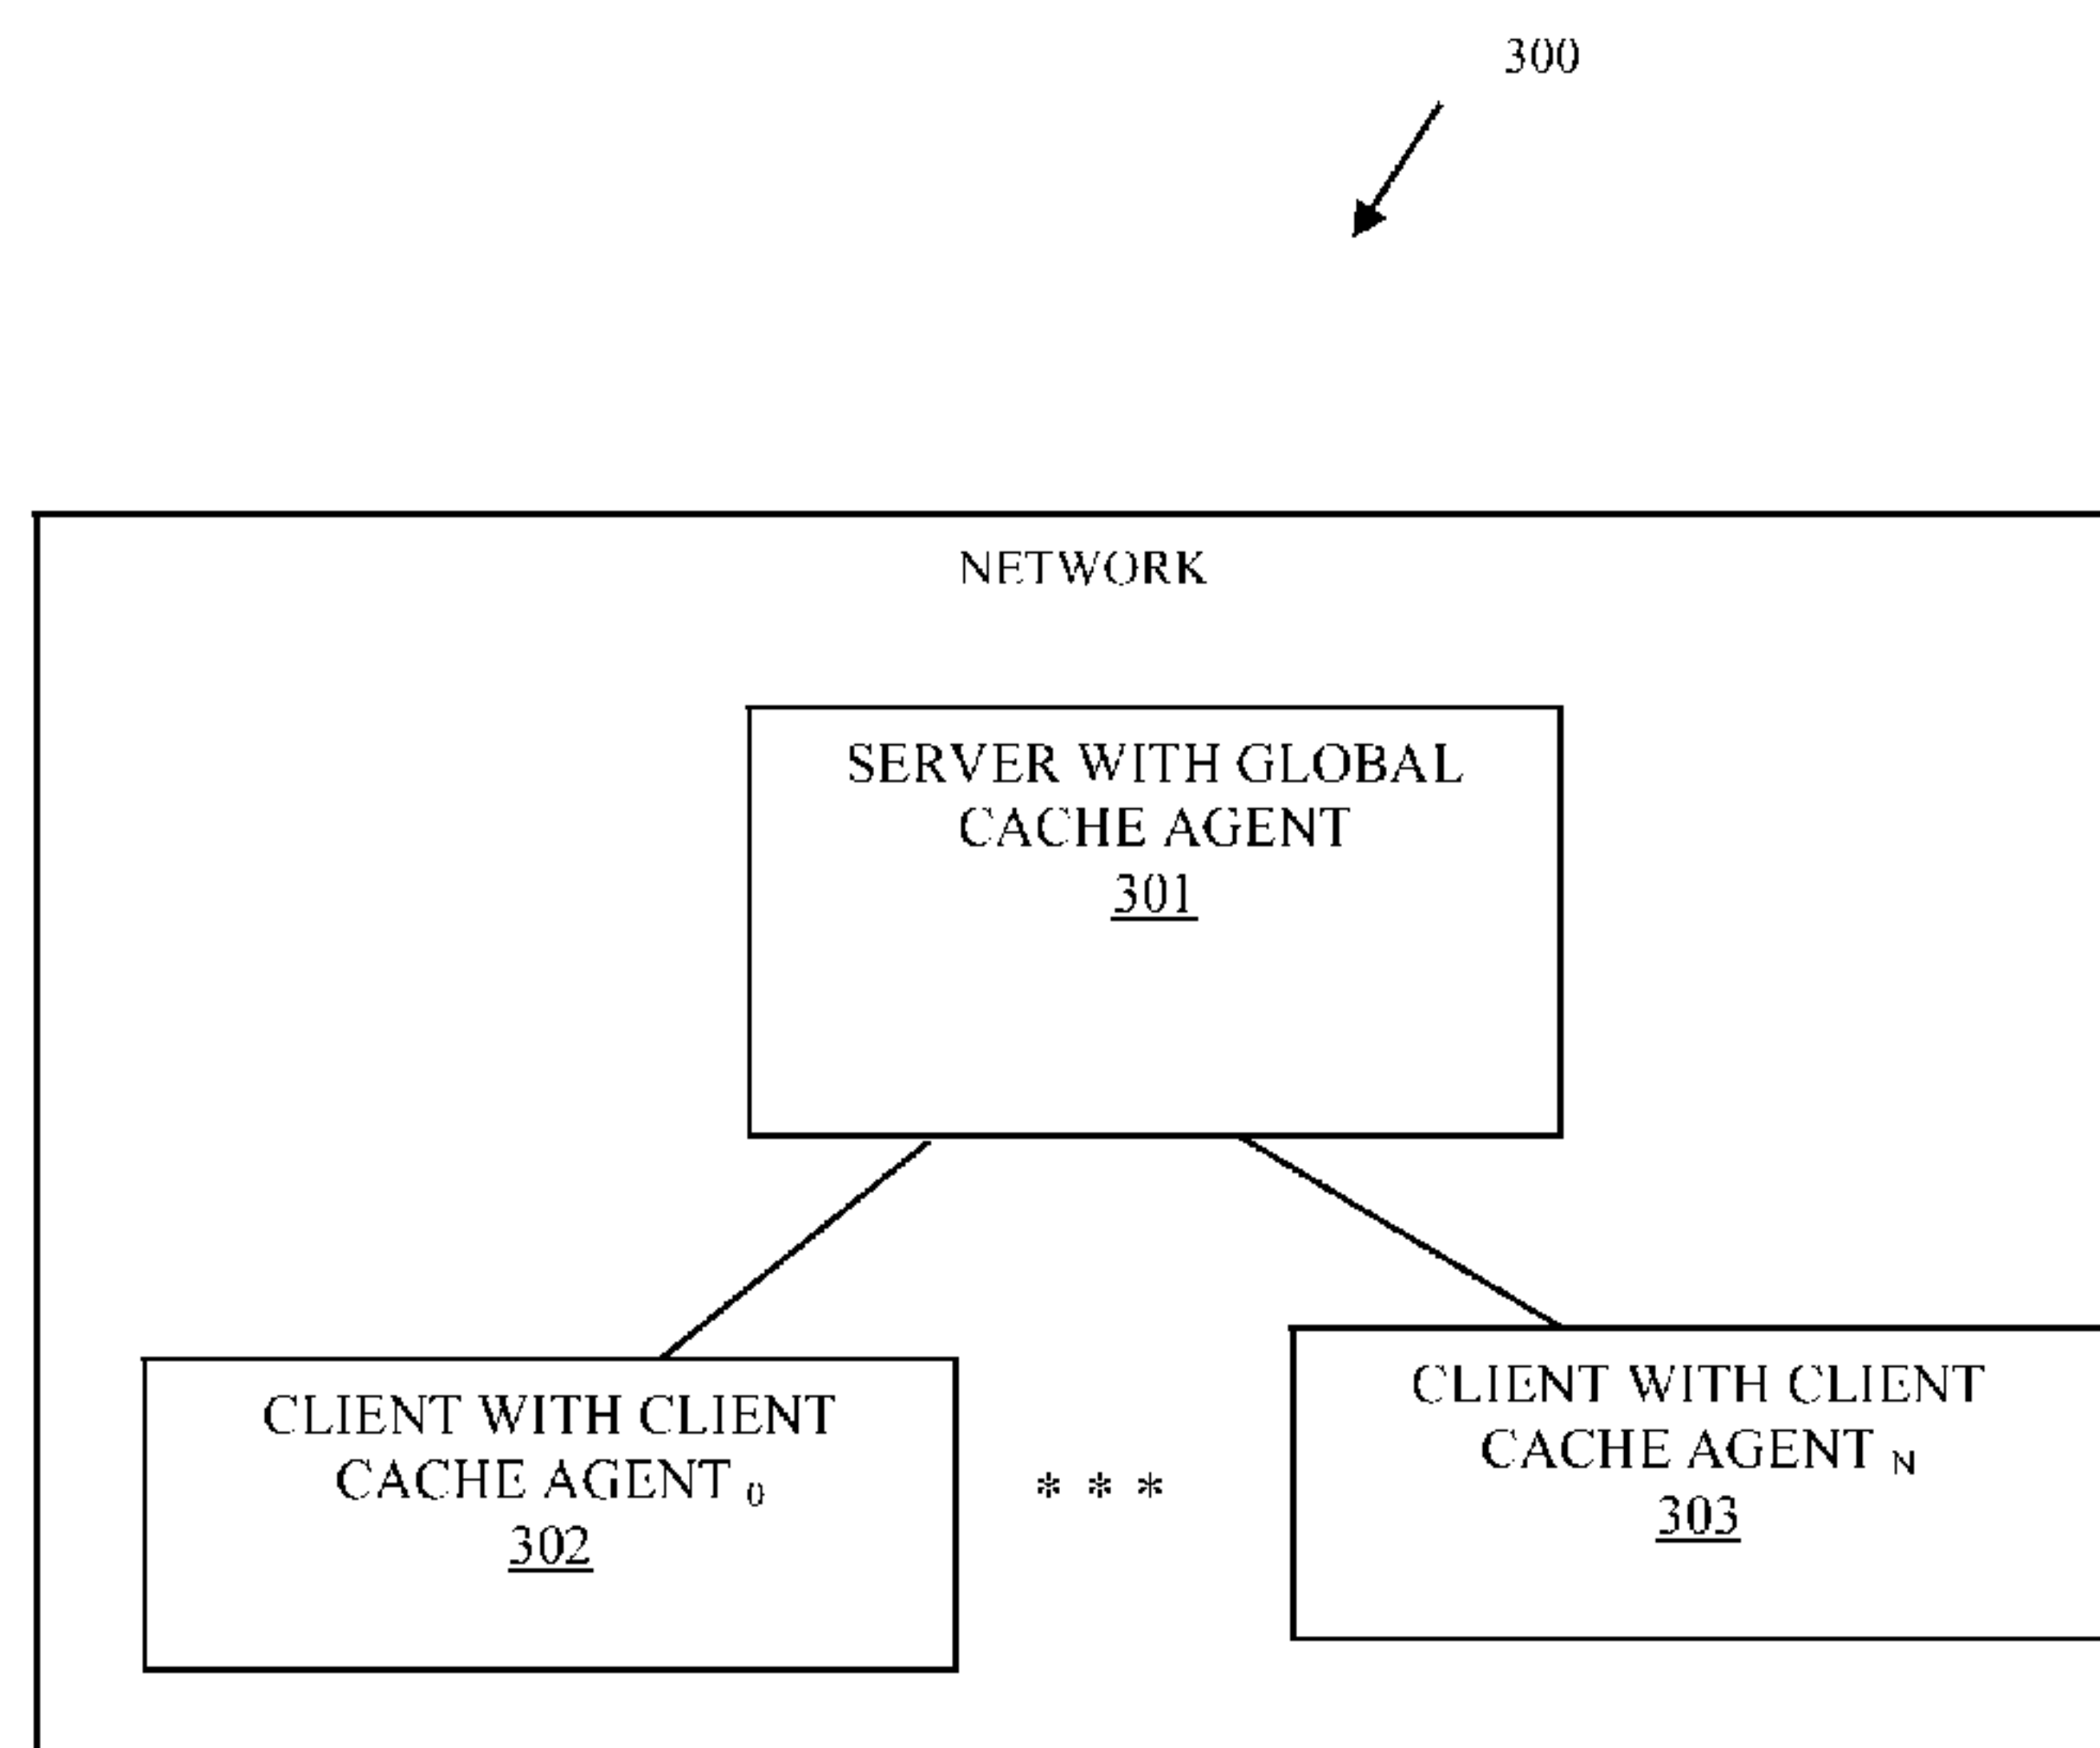 300
NETWORK
SERVER WITH GLOBAL
CACHE AGENT
301
CLIENT WITH CLIENT
CACHE AGENT 0
302
* * *
CLIENT WITH CLIENT
CACHE AGENT N
303